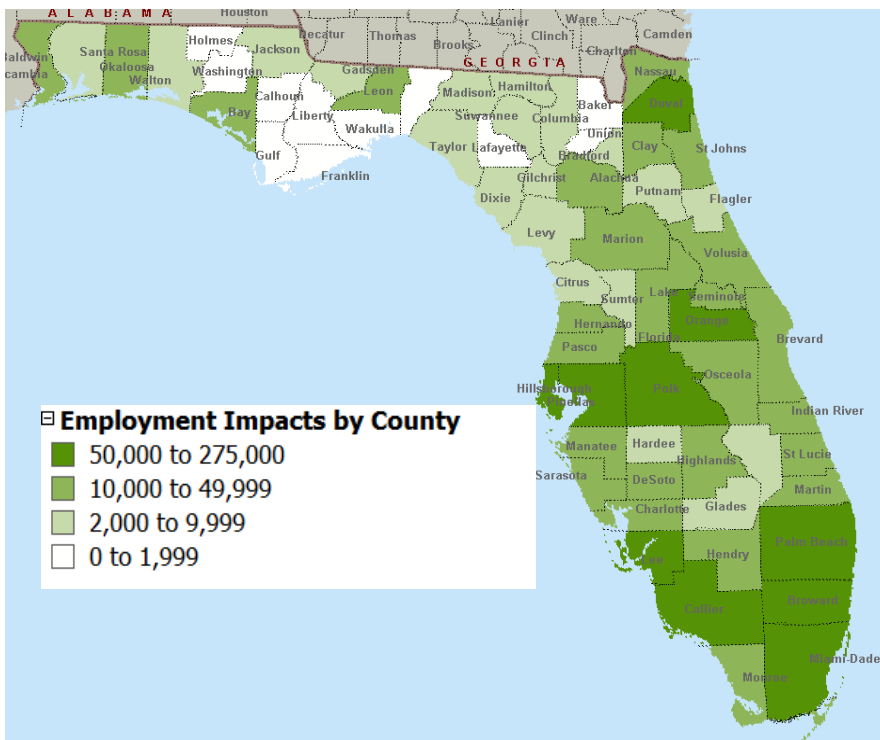 ALABAMA
Houston
Lanier
Ware
Camden
Holmes
Decatur
Thomas
Brooks
Clinch
Charlton
Baldwin
Santa Rosa
Jackson
GEORGIA
Okaloosa
Washington
Gadsden
Nassau
cambia
Walton
Calhoun
Leon
Madison
Hamilton
Baker
Duval
Bay
Liberty
Suwannee
Columbia
Wakulla
Union
Taylor
Lafayette
Bradford
Clay
St Johns
Gulf
Franklin
Gilchrist
Alachua
Putnam
Dixie
Flagler
Levy
Marion
Volusia
Citrus
Sumter
Lake
Seminole
Hernando
Orange
Florida
Brevard
Pasco
Osceola
Hillsborough
Polk
Pinellas
Indian River
Employment Impacts by County
50,000 to 275,000
10,000 to 49,999
2,000 to 9,999
0 to 1,999
Manatee
Hardee
Highlands
St Lucie
Sarasota
DeSoto
Martin
Charlotte
Glades
Palm Beach
Lee
Hendry
Collier
Broward
Miami-Dade
Monroe